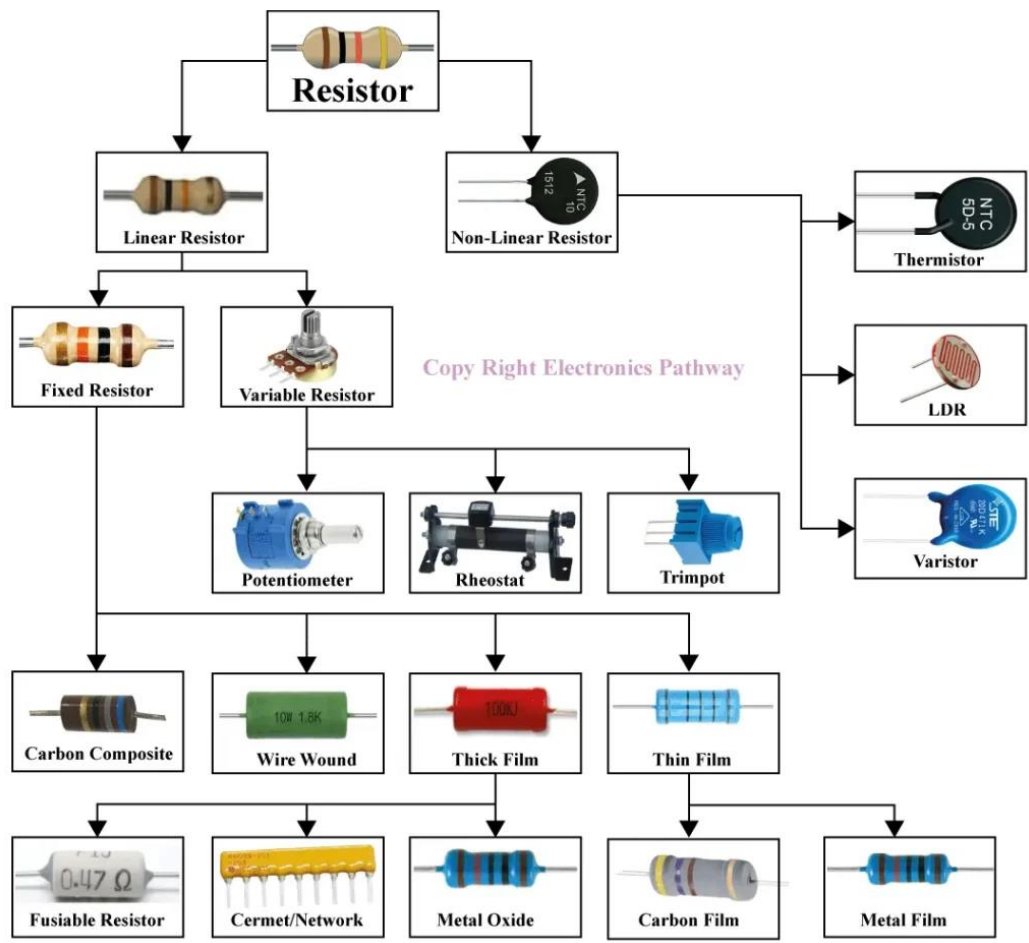 Resistor
Linear Resistor
NTC
1512
10
Non-Linear Resistor
NTC
5D-5
Thermistor
Fixed Resistor
Variable Resistor
Copy Right Electronics Pathway
LDR
Potentiometer
Rheostat
Trimpot
20D471K
Varistor
Carbon Composite
10W 1.8K
Wire Wound
100KJ
Thick Film
Thin Film
0.47 Ω
Fusiable Resistor
Cermet/Network
Metal Oxide
Carbon Film
Metal Film